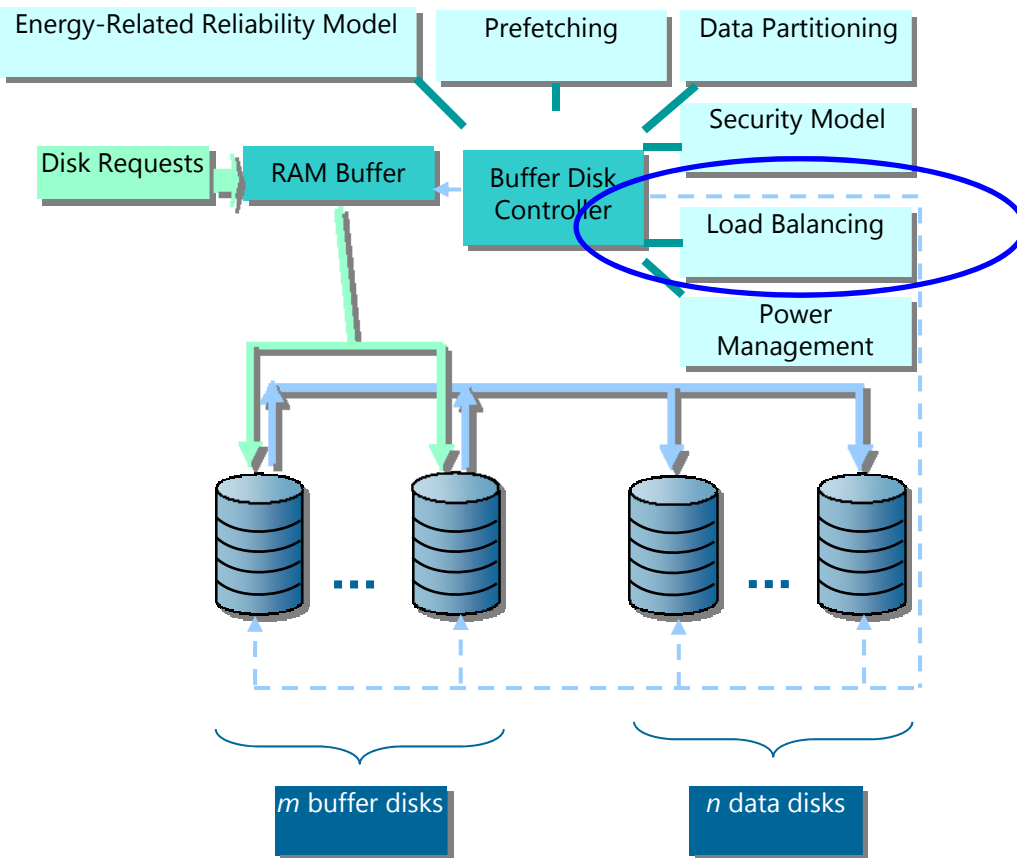 Energy-Related Reliability Model
Prefetching
Data Partitioning
Security Model
Disk Requests
RAM Buffer
Buffer Disk
Controller
Load Balancing
Power
Management
...
...
m buffer disks
n data disks